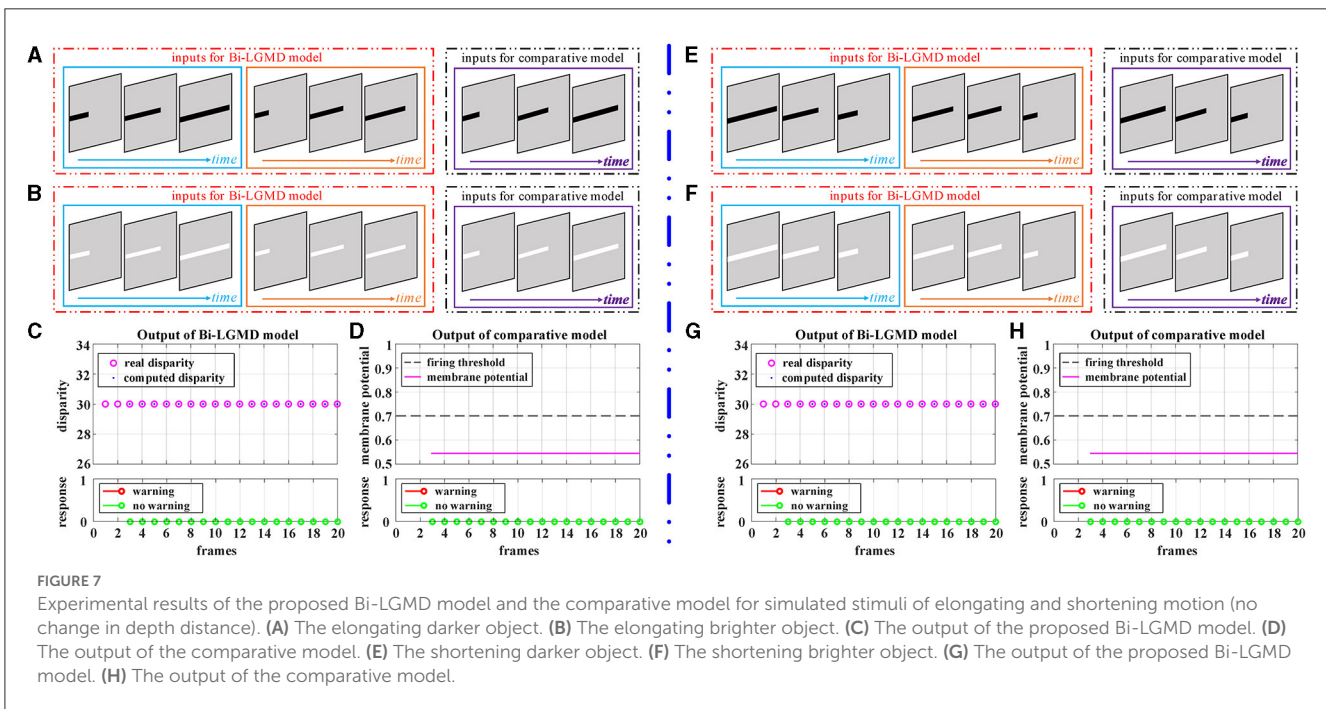 A
inputs for Bi-LGMD model
inputs for comparative model
time
time
time
B
inputs for Bi-LGMD model
inputs for comparative model
time
time
time
C
Output of Bi-LGMD model
34
32
30
28
26
disparity
real disparity
computed disparity
1
0
response
warning
no warning
0 2 4 6 8 10 12 14 16 18 20
frames
D
Output of comparative model
1
0.9
0.8
0.7
0.6
0.5
membrane potential
firing threshold
membrane potential
1
0
response
warning
no warning
0 2 4 6 8 10 12 14 16 18 20
frames
E
inputs for Bi-LGMD model
inputs for comparative model
time
time
time
F
inputs for Bi-LGMD model
inputs for comparative model
time
time
time
G
Output of Bi-LGMD model
34
32
30
28
26
disparity
real disparity
computed disparity
1
0
response
warning
no warning
0 2 4 6 8 10 12 14 16 18 20
frames
H
Output of comparative model
1
0.9
0.8
0.7
0.6
0.5
membrane potential
firing threshold
membrane potential
1
0
response
warning
no warning
0 2 4 6 8 10 12 14 16 18 20
frames
FIGURE 7
Experimental results of the proposed Bi-LGMD model and the comparative model for simulated stimuli of elongating and shortening motion (no
change in depth distance). (A) The elongating darker object. (B) The elongating brighter object. (C) The output of the proposed Bi-LGMD model. (D)
The output of the comparative model. (E) The shortening darker object. (F) The shortening brighter object. (G) The output of the proposed Bi-LGMD
model. (H) The output of the comparative model.